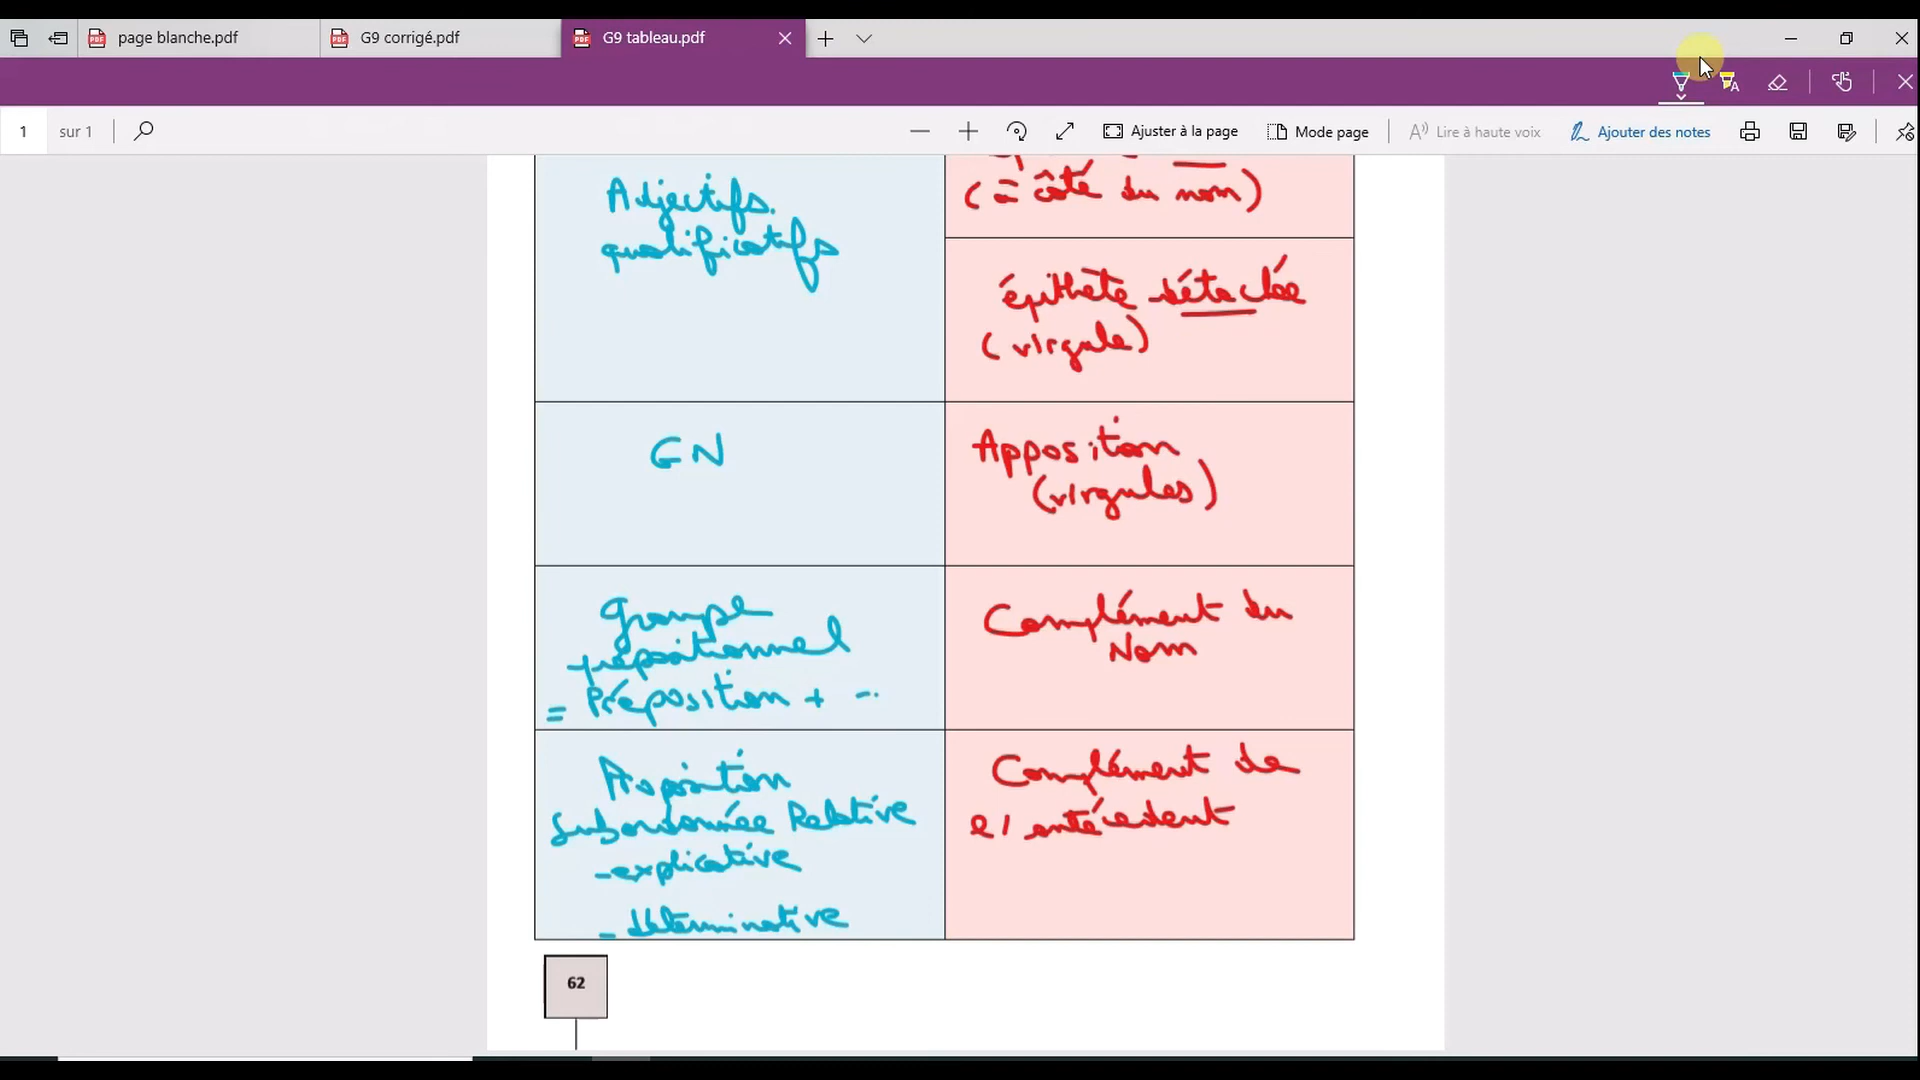 page blanche.pdf
G9 corrigé.pdf
G9 tableau.pdf
1 sur 1
Ajuster à la page
Mode page
Lire à haute voix
Ajouter des notes
Adjectifs
qualificatifs
(= côté du nom)
épithète détachée
(virgule)
GN
Apposition
(virgules)
Groupe
prépositionnel
= Préposition + ...
Complément du
Nom
Proposition
Subordonnée Relative
- explicative
- déterminative
Complément de
l'antécédent
62